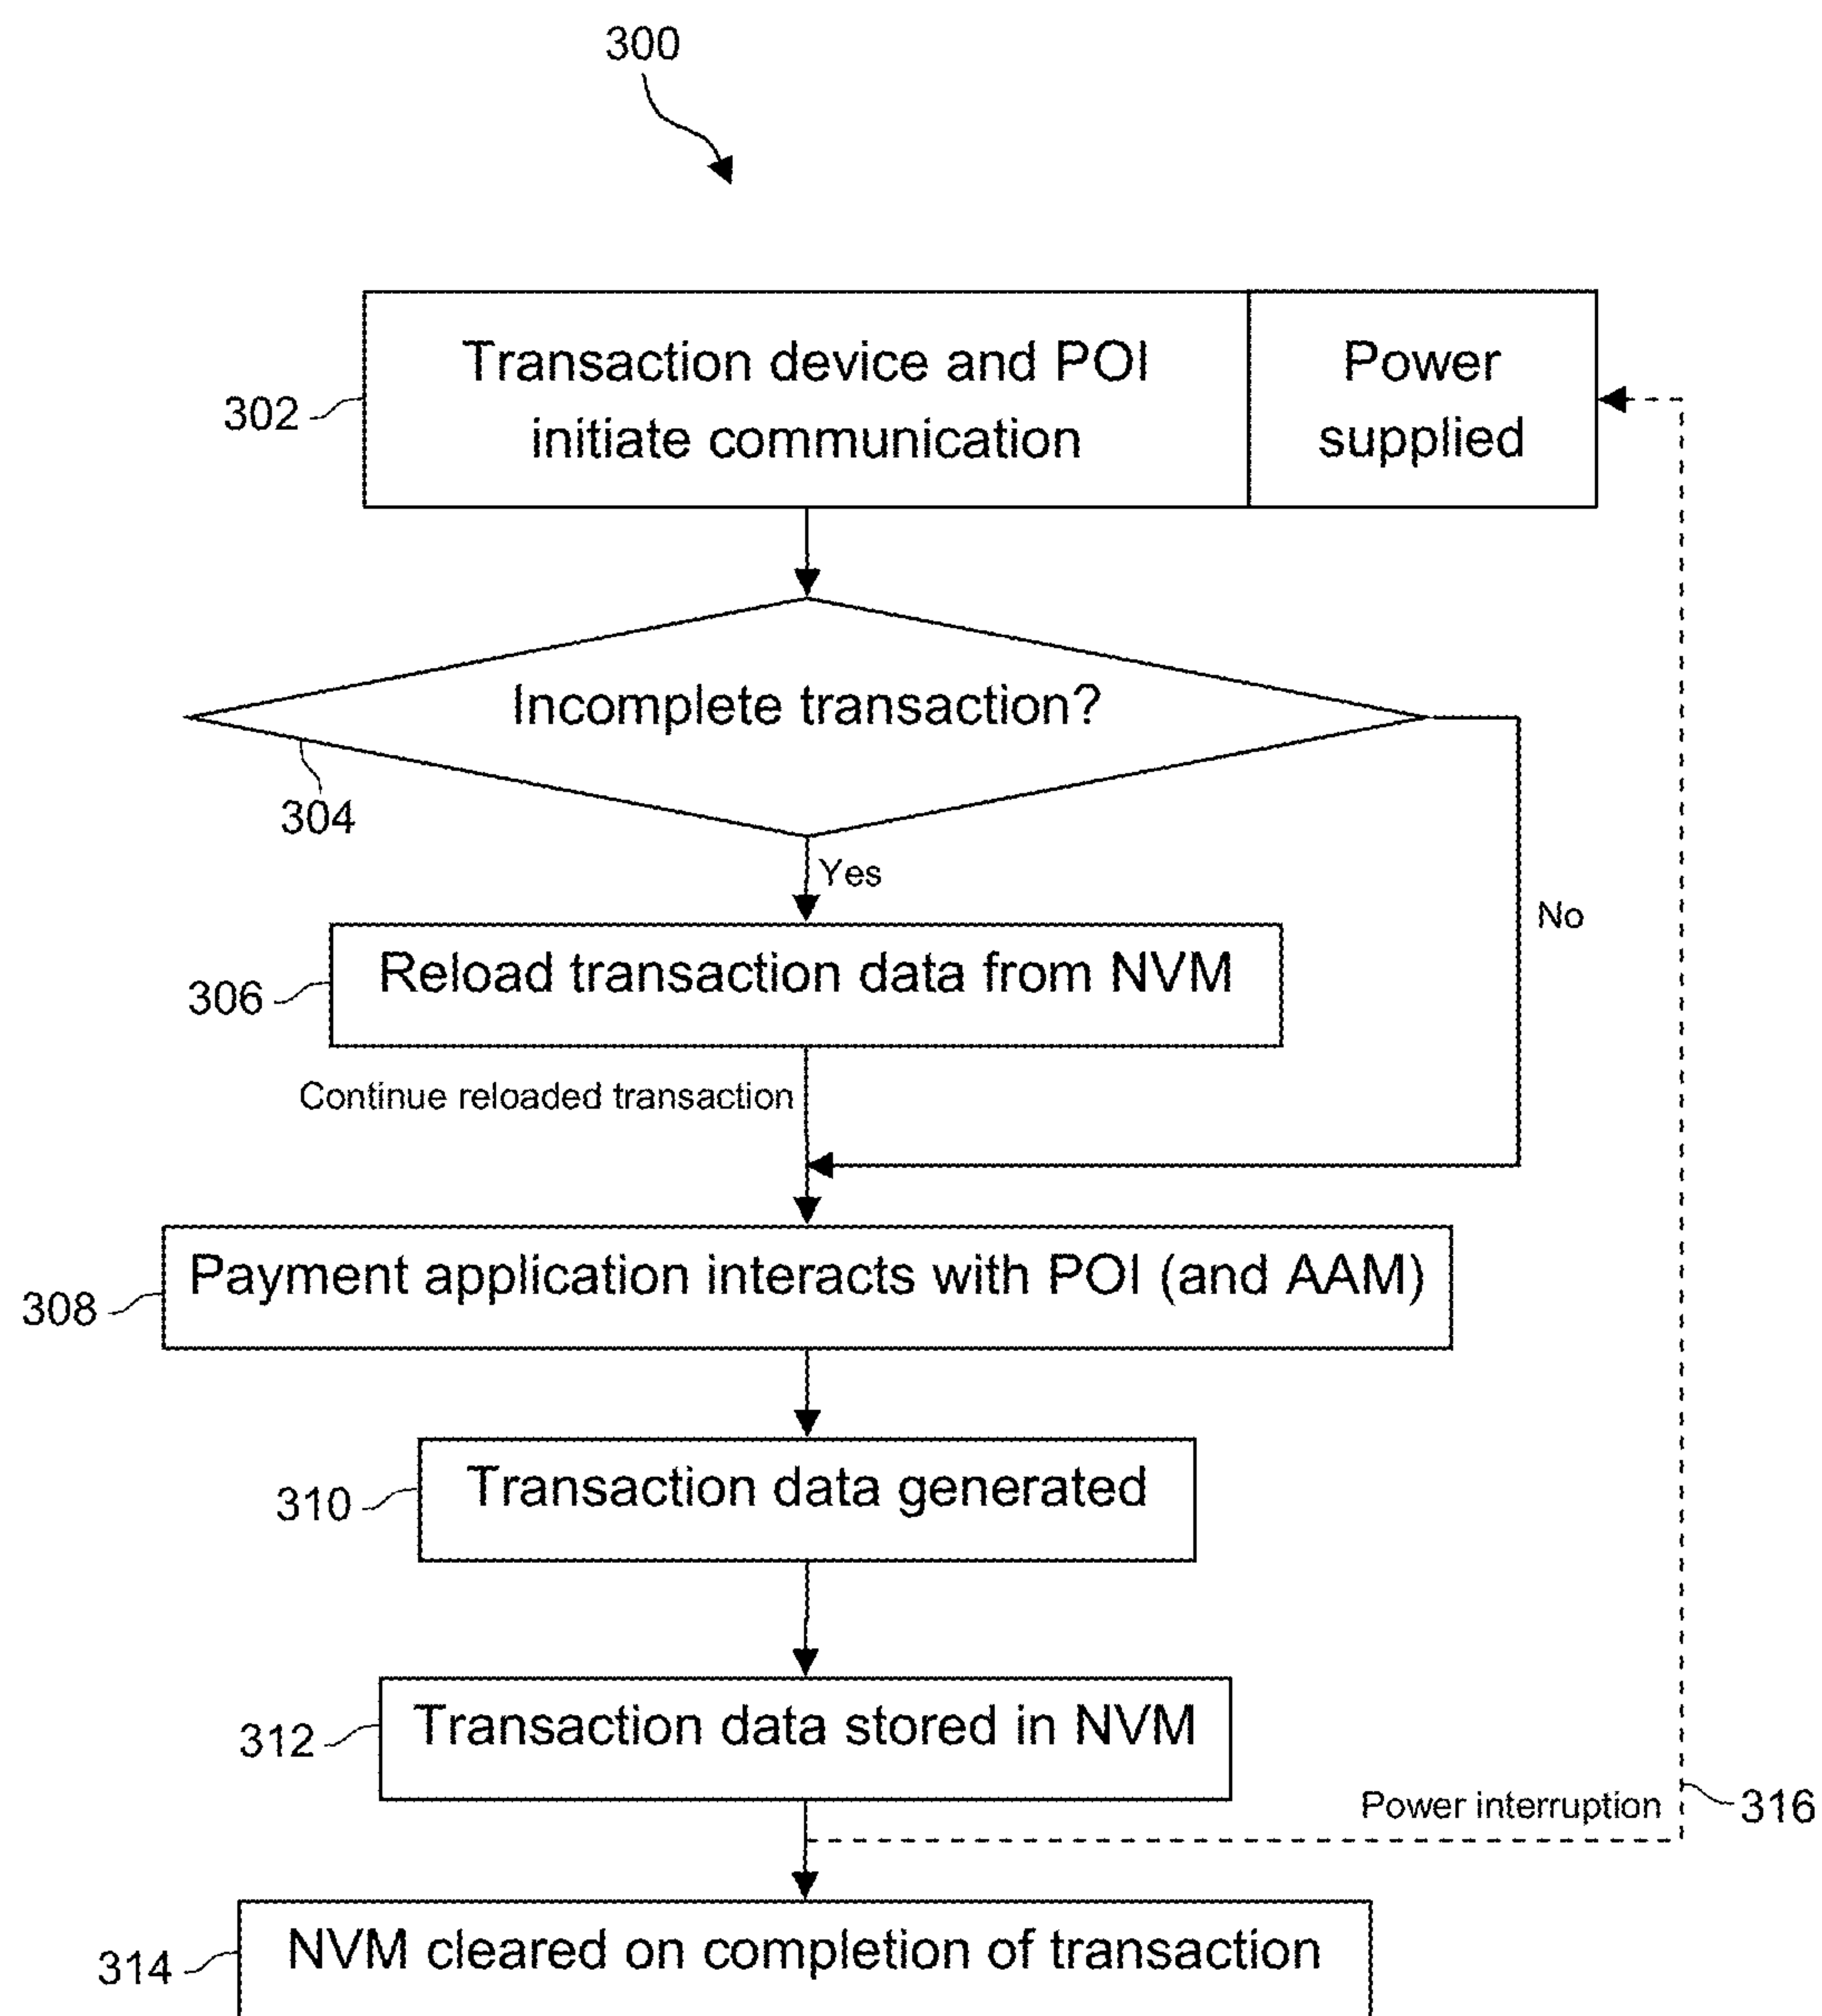 300
Transaction device and POI
initiate communication
Power
supplied
302
Incomplete transaction?
304
Yes
No
Reload transaction data from NVM
306
Continue reloaded transaction
Payment application interacts with POI (and AAM)
308
Transaction data generated
310
Transaction data stored in NVM
312
Power interruption
316
NVM cleared on completion of transaction
314